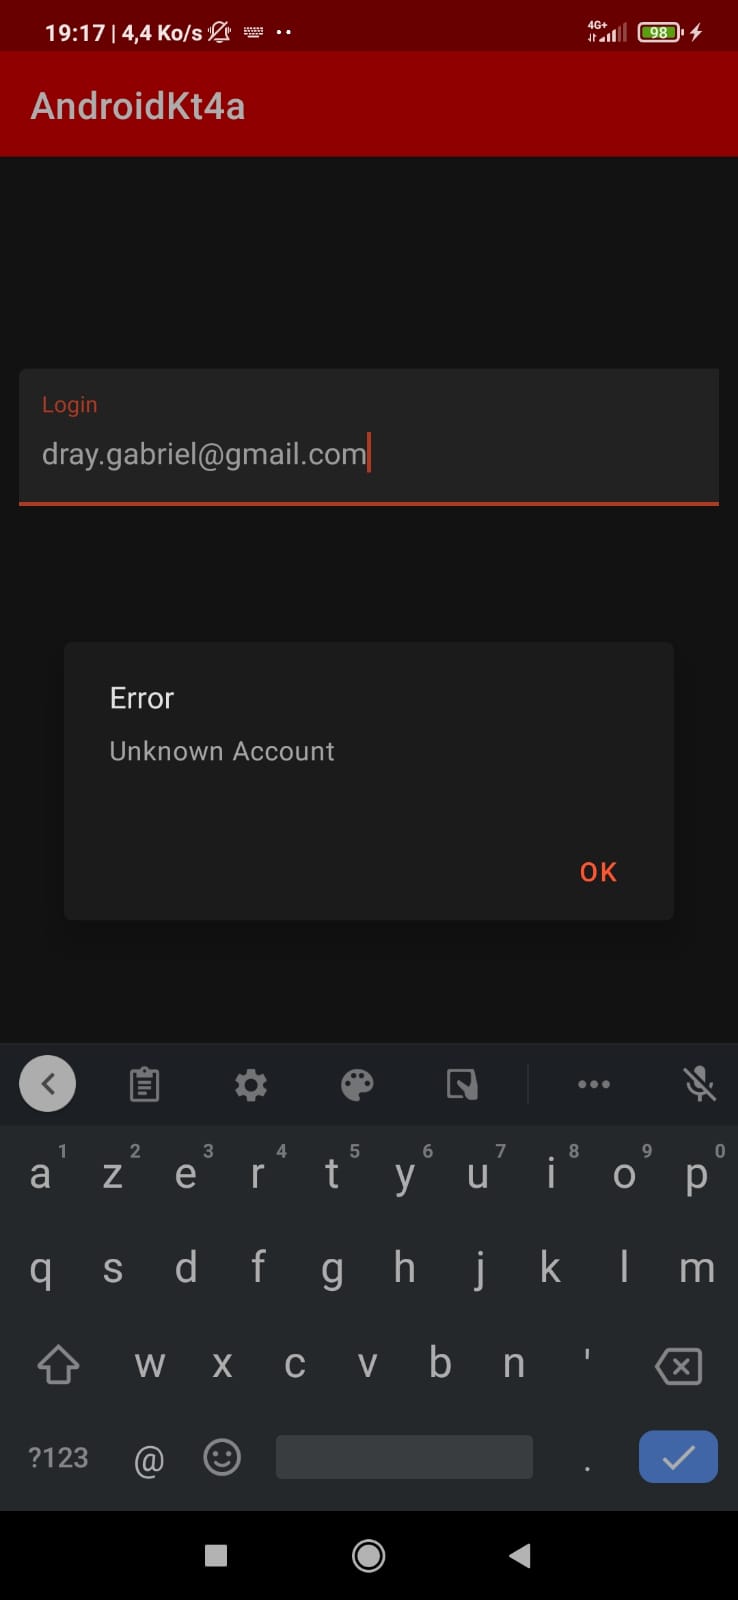 19:17 | 4,4 Ko/s
4G+
98
AndroidKt4a
Login
dray.gabriel@gmail.com
Error
Unknown Account
OK
1 2 3 4 5 6 7 8 9 0
a z e r t y u i o p
q s d f g h j k l m
w x c v b n '
?123 @ .